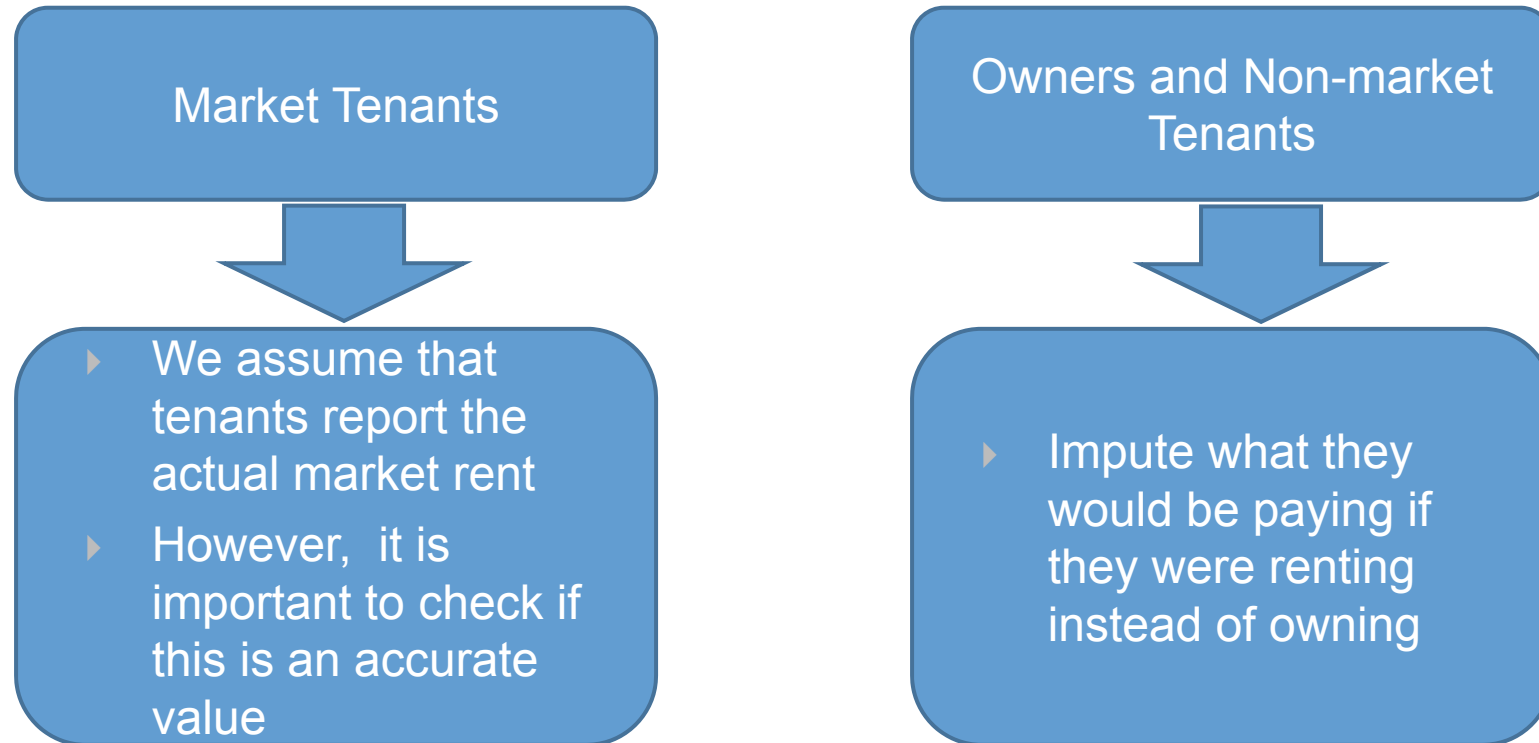 Market Tenants
We assume that
tenants report the
actual market rent
However,  it is
important to check if
this is an accurate
value
Owners and Non-market
Tenants
Impute what they
would be paying if
they were renting
instead of owning